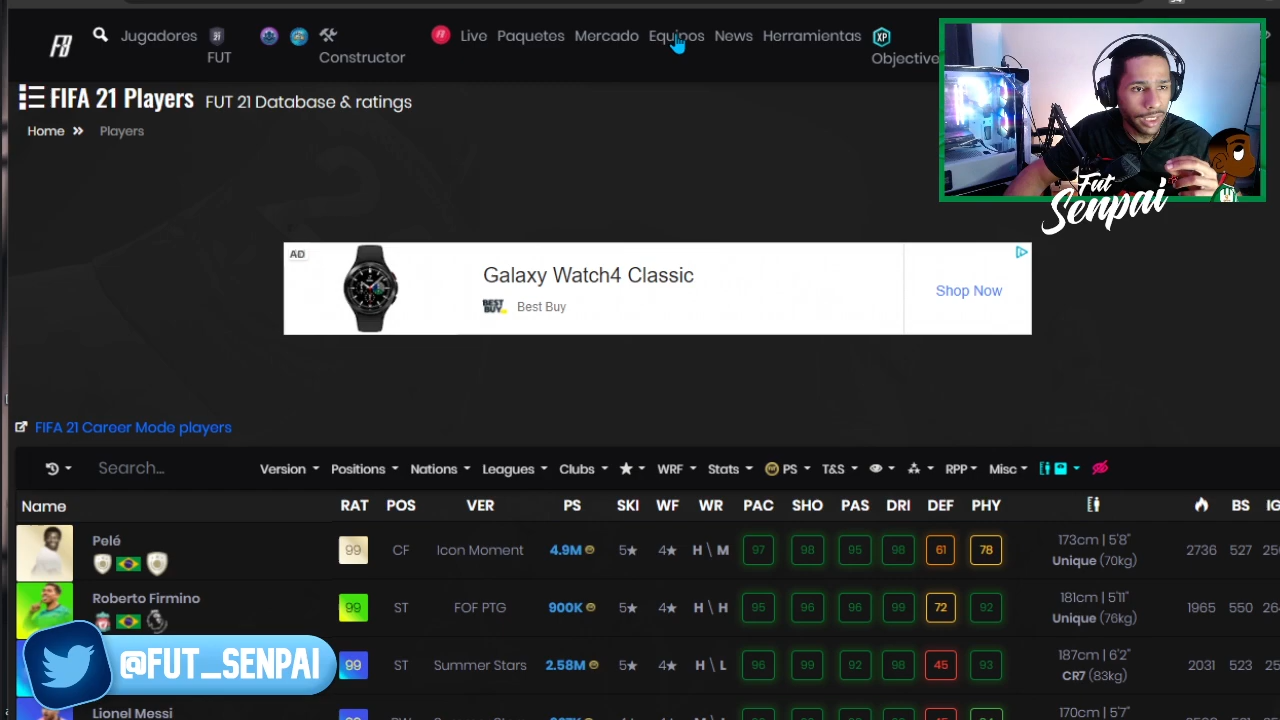 F8 Jugadores FUT Constructor Live Paquetes Mercado Equipos News Herramientas XP Objective
FIFA 21 Players FUT 21 Database & ratings
Home » Players
Fut Senpai
AD
Galaxy Watch4 Classic
BEST BUY Best Buy
Shop Now
FIFA 21 Career Mode players
Search... Version Positions Nations Leagues Clubs WRF Stats PS T&S RPP Misc
Name RAT POS VER PS SKI WF WR PAC SHO PAS DRI DEF PHY BS IG
Pelé 99 CF Icon Moment 4.9M 5★ 4★ H \ M 97 98 95 98 61 78 173cm | 5'8" 2736 527
Unique (70kg)
Roberto Firmino 99 ST FOF PTG 900K 5★ 4★ H \ H 95 96 96 99 72 92 181cm | 5'11" 1965 550
Unique (76kg)
99 ST Summer Stars 2.58M 5★ 4★ H \ L 96 99 92 98 45 93 187cm | 6'2" 2031 523
CR7 (83kg)
@FUT_SENPAI
Lionel Messi 170cm | 5'7"